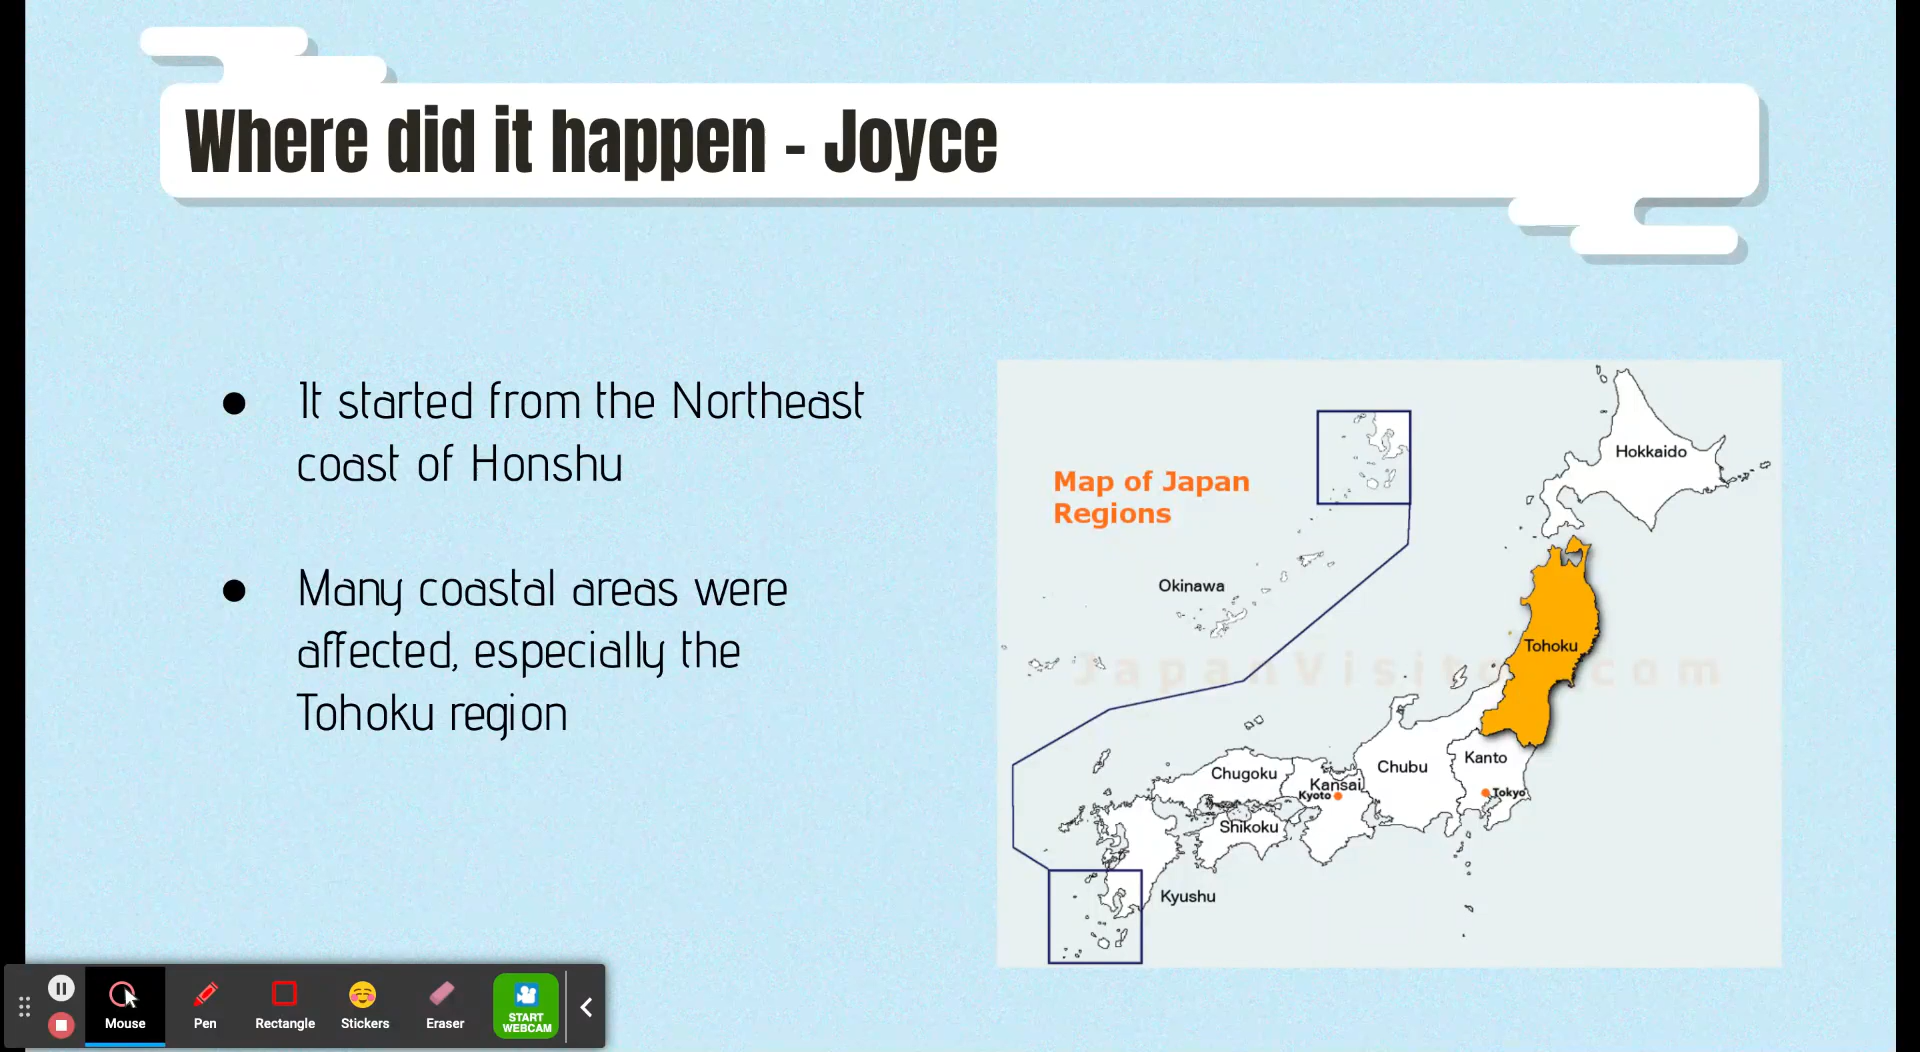 Where did it happen - Joyce
● It started from the Northeast
coast of Honshu
● Many coastal areas were
affected, especially the
Tohoku region
Map of Japan
Regions
Hokkaido
Okinawa
Tohoku
JapanVisitor.com
Kanto
Chubu
Chugoku
Kansai
Kyoto
Tokyo
Shikoku
Kyushu
Mouse
Pen
Rectangle
Stickers
Eraser
START
WEBCAM